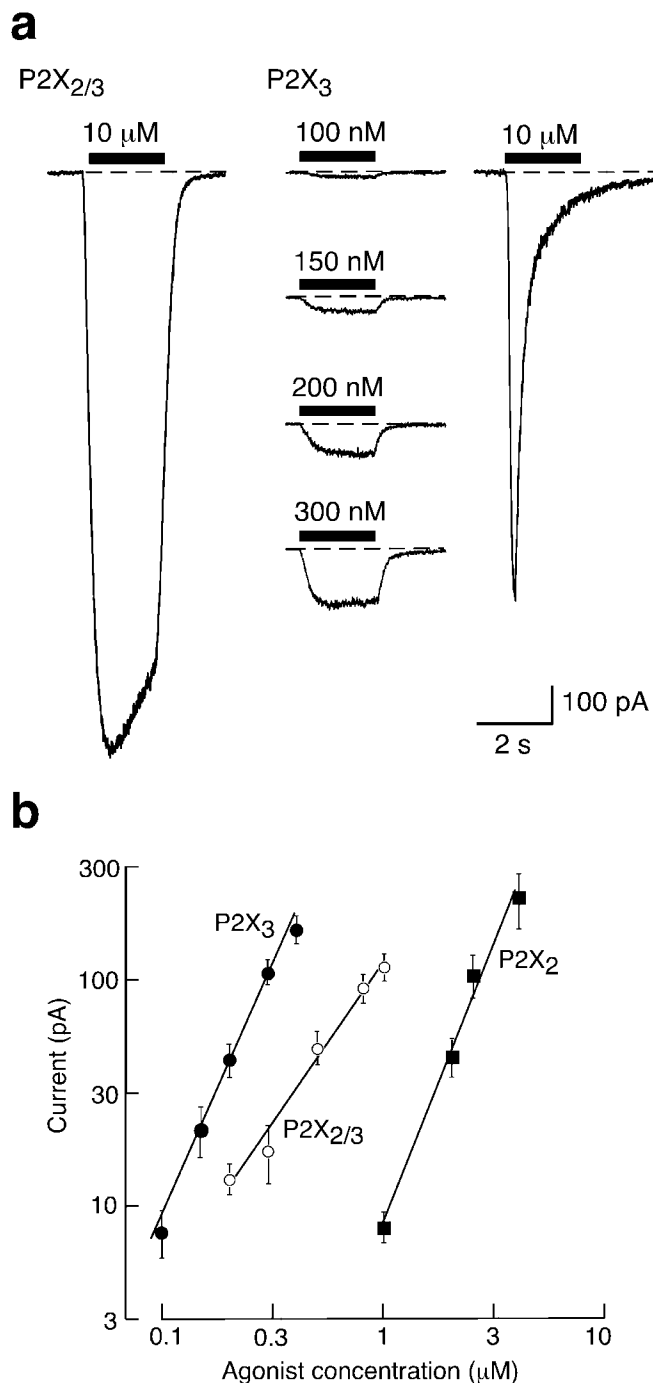 a
P2X2/3
P2X3
10 μM
100 nM
10 μM
150 nM
200 nM
300 nM
100 pA
2 s
b
300
100
30
10
3
Current (pA)
P2X3
P2X2
P2X2/3
0.1
0.3
1
3
10
Agonist concentration (μM)